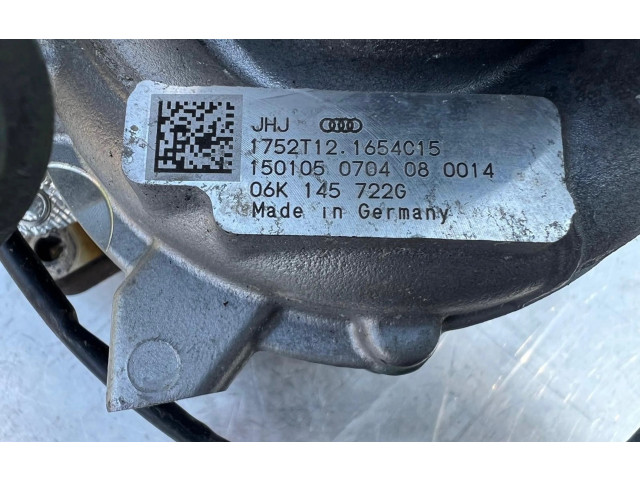 JHJ
1752T12.1654C15
150105 0704 08 0014
06K 145 722G
Made in Germany